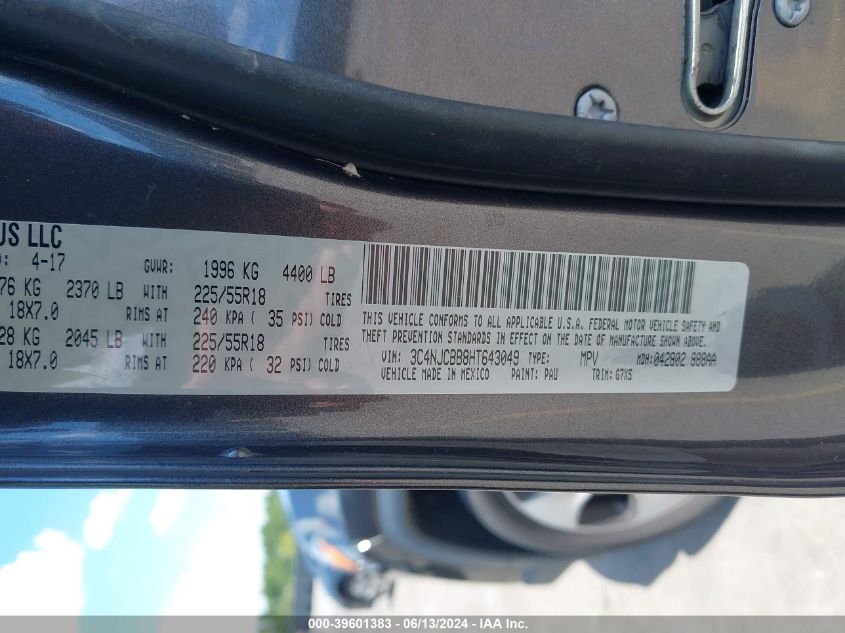 US LLC
4-17 GVWR: 1996 KG 4400 LB
76 KG 2370 LB WITH 225/55R18 TIRES
18X7.0 RIMS AT 240 KPA ( 35 PSI) COLD
28 KG 2045 LB WITH 225/55R18 TIRES
18X7.0 RIMS AT 220 KPA ( 32 PSI) COLD
THIS VEHICLE CONFORMS TO ALL APPLICABLE U.S.A. FEDERAL MOTOR VEHICLE SAFETY AND
THEFT PREVENTION STANDARDS IN EFFECT ON THE DATE OF MANUFACTURE SHOWN ABOVE.
VIN: 3C4NJCBB8HT643049 TYPE: MPV MDH: 042802 888AA
VEHICLE MADE IN MEXICO PAINT: PAU TRIM: G7XS
000-39601383 - 06/13/2024 - IAA Inc.